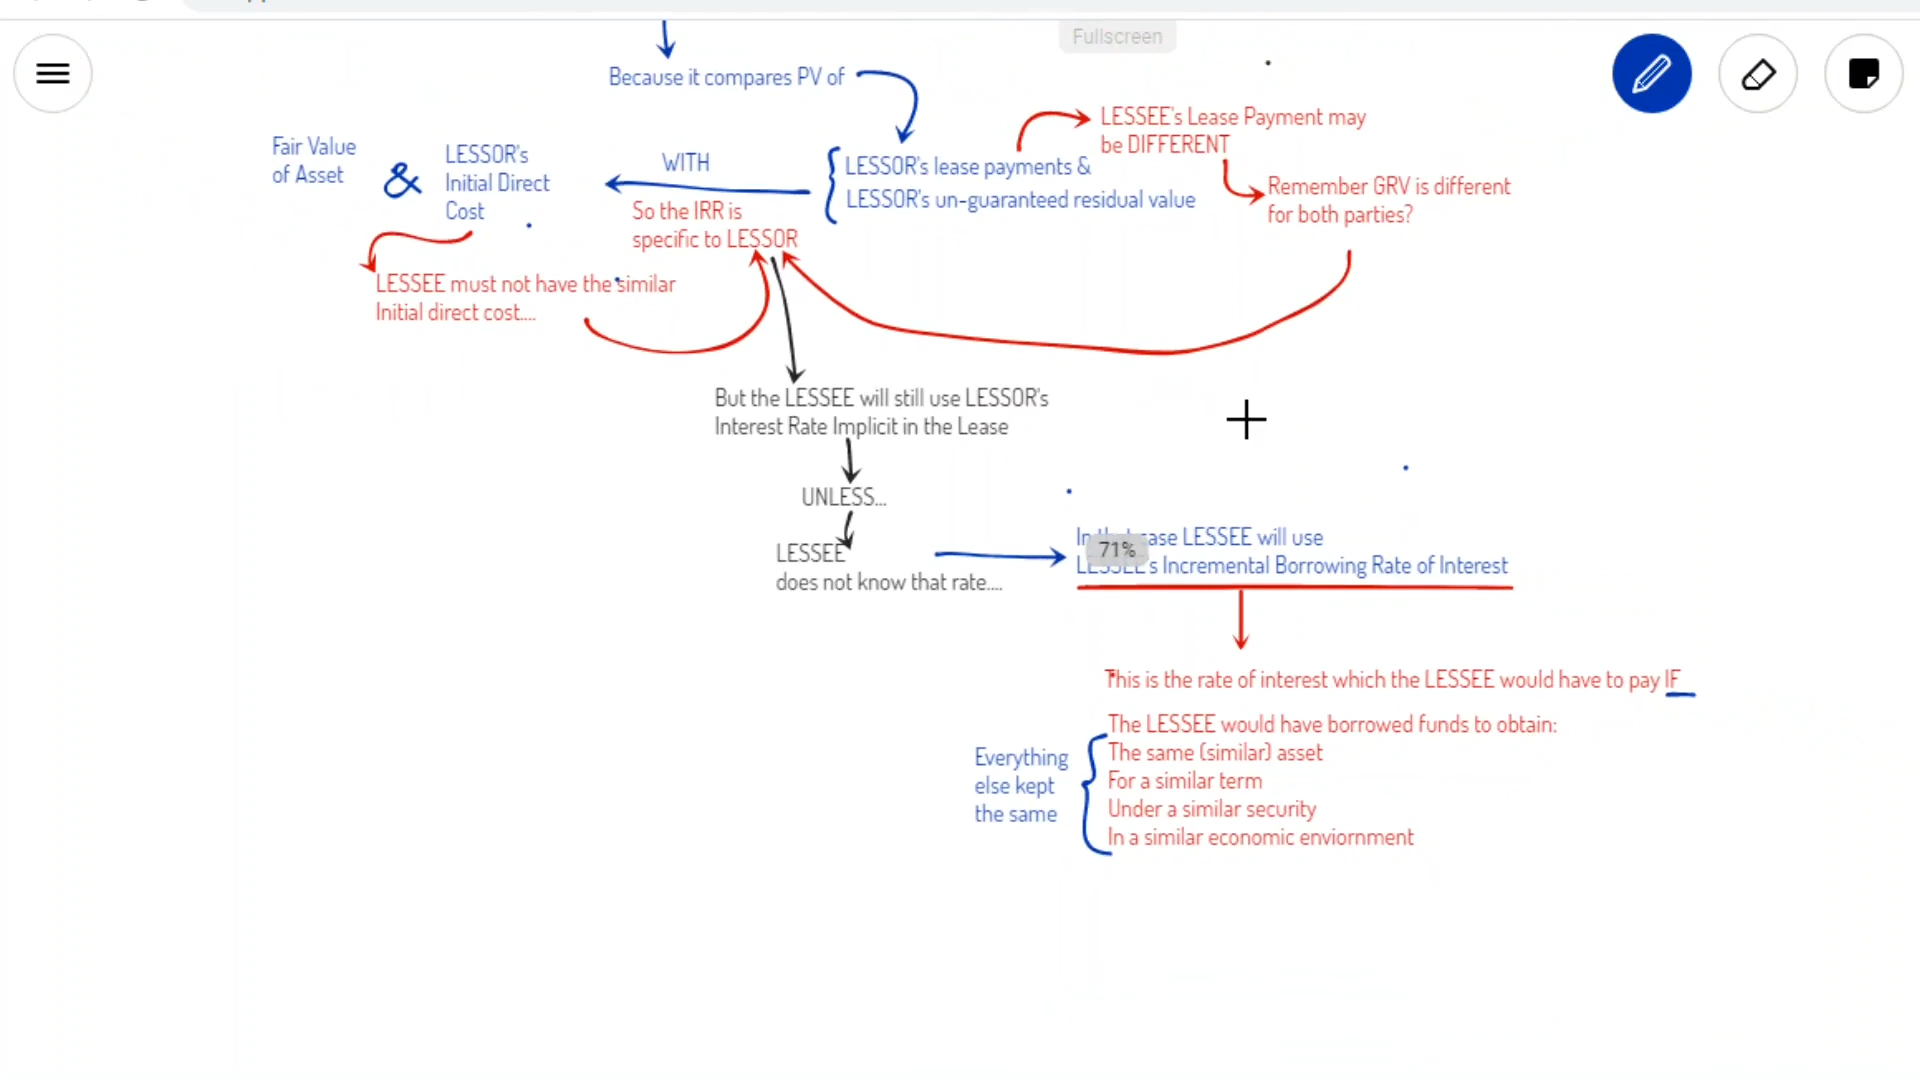 Fullscreen
Because it compares PV of
LESSEE's Lease Payment may
be DIFFERENT
Fair Value
of Asset
&
LESSOR's
Initial Direct
Cost
WITH
LESSOR's lease payments &
LESSOR's un-guaranteed residual value
Remember GRV is different
for both parties?
So the IRR is
specific to LESSOR
LESSEE must not have the similar
Initial direct cost....
But the LESSEE will still use LESSOR's
Interest Rate Implicit in the Lease
UNLESS...
LESSEE
does not know that rate....
In that case LESSEE will use
LESSEE's Incremental Borrowing Rate of Interest
71%
This is the rate of interest which the LESSEE would have to pay IF
The LESSEE would have borrowed funds to obtain:
The same (similar) asset
For a similar term
Under a similar security
In a similar economic enviornment
Everything
else kept
the same